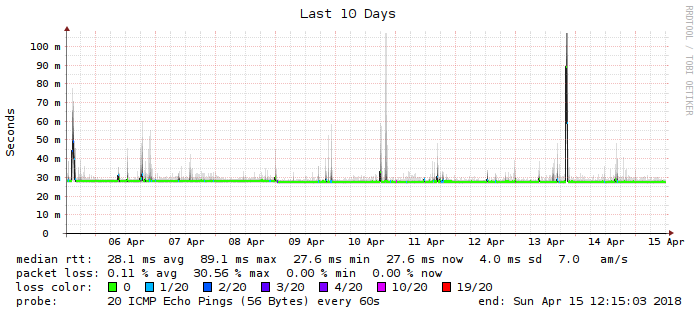 Last 10 Days
RRDTOOL / TOBI OETIKER
Seconds
100 m
90 m
80 m
70 m
60 m
50 m
40 m
30 m
20 m
10 m
0
06 Apr 07 Apr 08 Apr 09 Apr 10 Apr 11 Apr 12 Apr 13 Apr 14 Apr 15 Apr
median rtt: 28.1 ms avg 89.1 ms max 27.6 ms min 27.6 ms now 4.0 ms sd 7.0 am/s
packet loss: 0.11 % avg 30.56 % max 0.00 % min 0.00 % now
loss color: 0 1/20 2/20 3/20 4/20 10/20 19/20
probe: 20 ICMP Echo Pings (56 Bytes) every 60s end: Sun Apr 15 12:15:03 2018